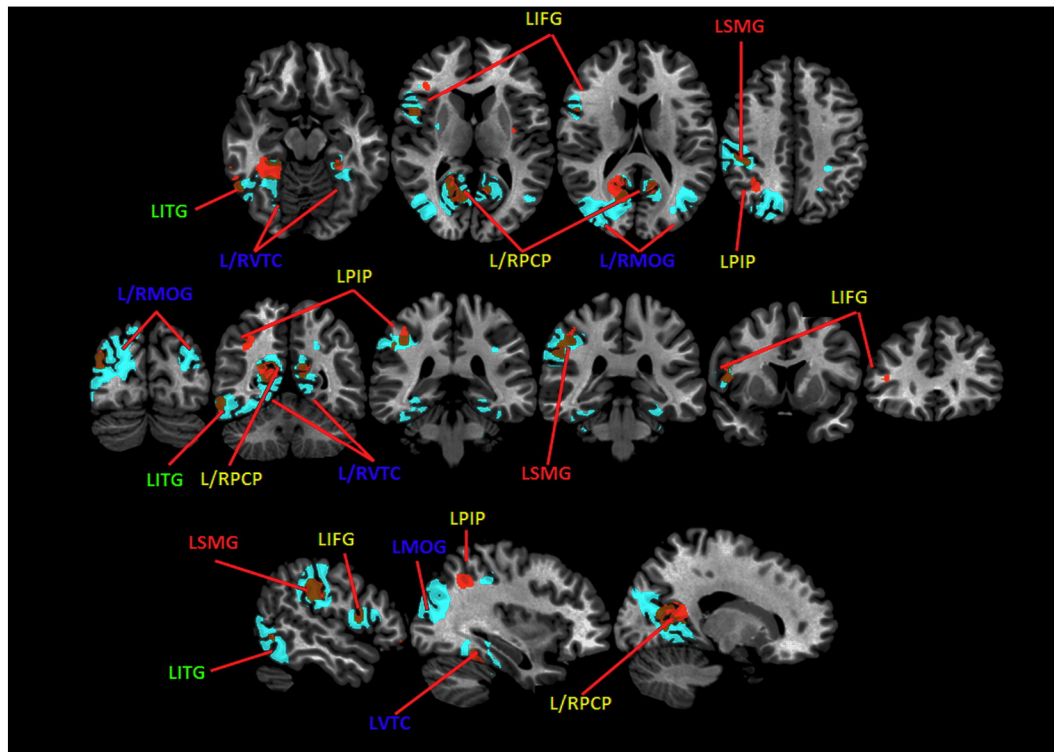 LIFG
LSMG
LITG
L/RVTC
L/RPCP
L/RMOG
LPIP
L/RMOG
LPIP
LIFG
LITG
L/RPCP
L/RVTC
LSMG
LSMG
LIFG
LMOG
LPIP
LITG
LVTC
L/RPCP